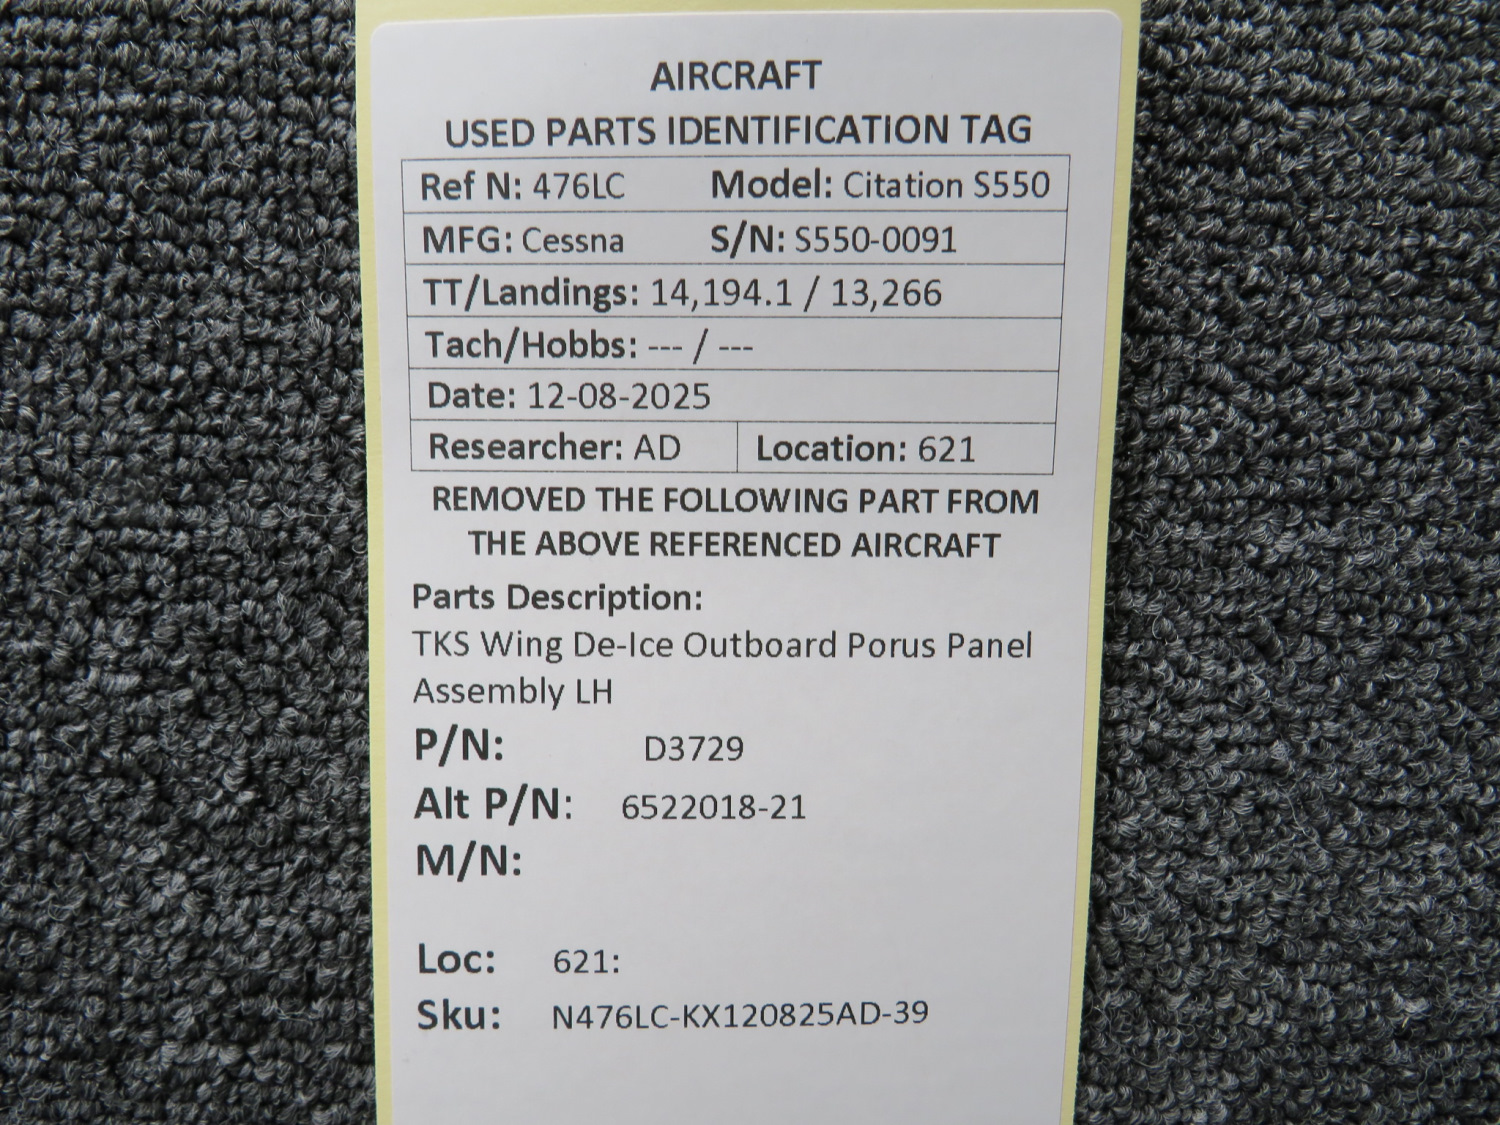 AIRCRAFT
USED PARTS IDENTIFICATION TAG
Ref N: 476LC Model: Citation S550
MFG: Cessna S/N: S550-0091
TT/Landings: 14,194.1 / 13,266
Tach/Hobbs: --- / ---
Date: 12-08-2025
Researcher: AD Location: 621
REMOVED THE FOLLOWING PART FROM
THE ABOVE REFERENCED AIRCRAFT
Parts Description:
TKS Wing De-Ice Outboard Porus Panel
Assembly LH
P/N: D3729
Alt P/N: 6522018-21
M/N:
Loc: 621:
Sku: N476LC-KX120825AD-39